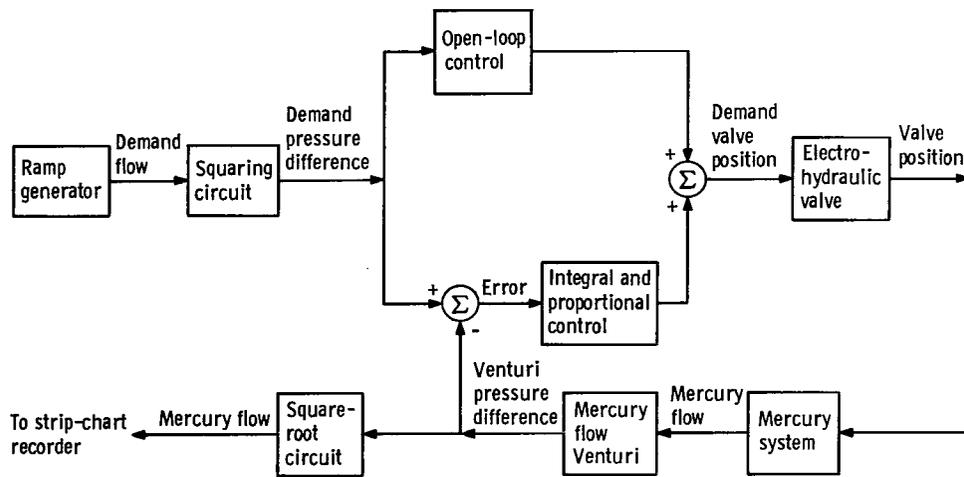 Open-loop
control
Demand
pressure
difference
Demand
flow
Ramp
generator
Squaring
circuit
+
Σ
+
Demand
valve
position
Electro-
hydraulic
valve
Valve
position
+
Σ
-
Error
Integral and
proportional
control
Venturi
pressure
difference
To strip-chart
recorder
Mercury flow
Square-
root
circuit
Mercury
flow
Venturi
Mercury
flow
Mercury
system